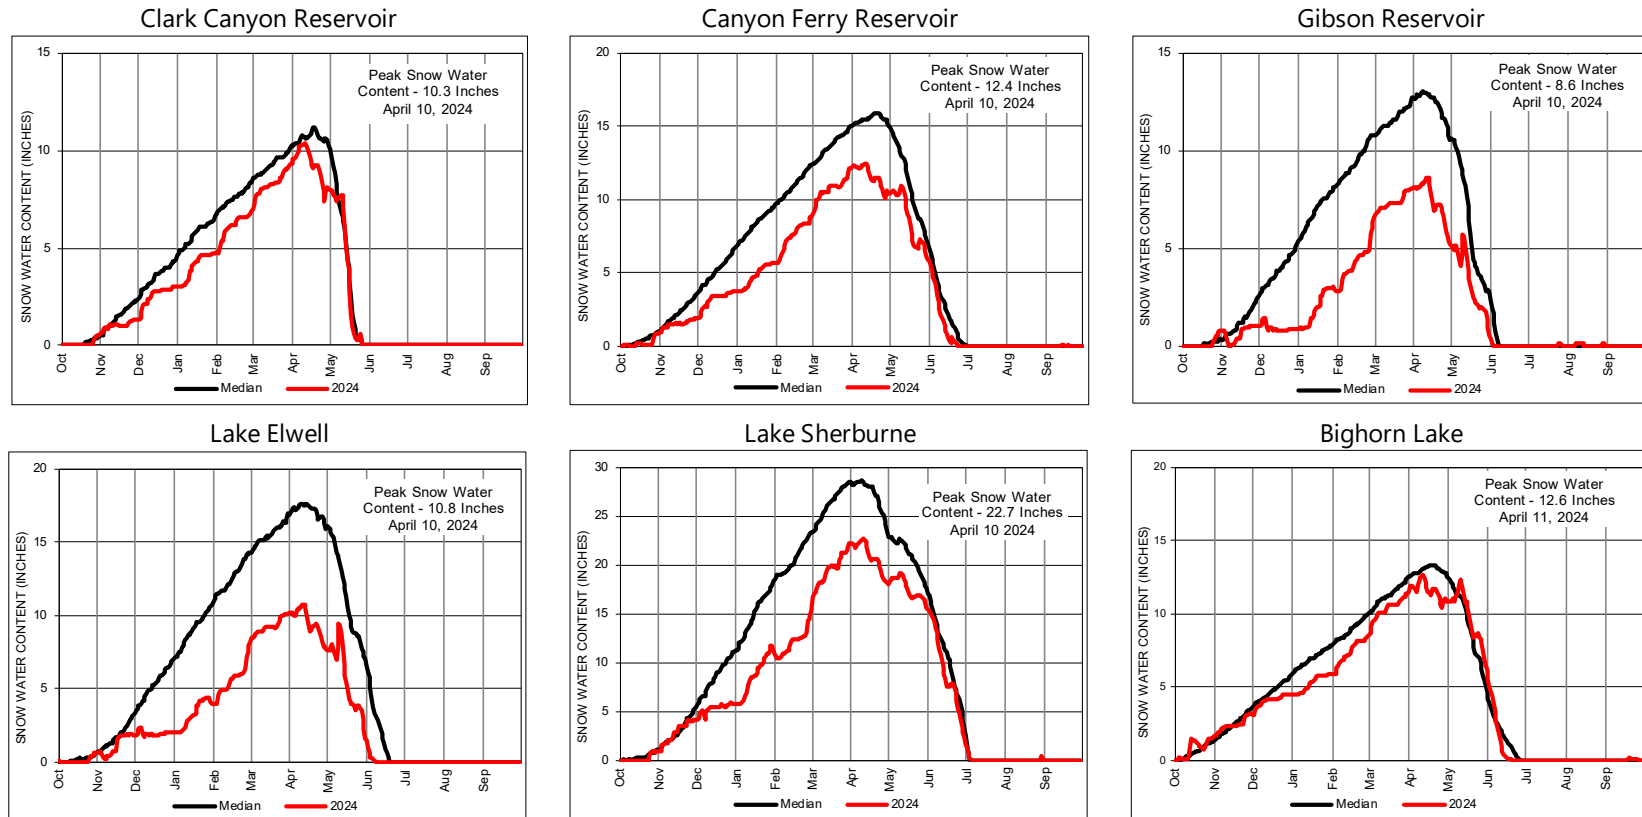 Clark Canyon Reservoir
15
10
5
0
SNOW WATER CONTENT (INCHES)
Peak Snow Water
Content - 10.3 Inches
April 10, 2024
Oct
Nov
Dec
Jan
Feb
Mar
Apr
May
Jun
Jul
Aug
Sep
Median
2024
Canyon Ferry Reservoir
20
15
10
5
0
SNOW WATER CONTENT (INCHES)
Peak Snow Water
Content - 12.4 Inches
April 10, 2024
Oct
Nov
Dec
Jan
Feb
Mar
Apr
May
Jun
Jul
Aug
Sep
Median
2024
Gibson Reservoir
15
10
5
0
SNOW WATER CONTENT (INCHES)
Peak Snow Water
Content - 8.6 Inches
April 10, 2024
Oct
Nov
Dec
Jan
Feb
Mar
Apr
May
Jun
Jul
Aug
Sep
Median
2024
Lake Elwell
20
15
10
5
0
SNOW WATER CONTENT (INCHES)
Peak Snow Water
Content - 10.8 Inches
April 10, 2024
Oct
Nov
Dec
Jan
Feb
Mar
Apr
May
Jun
Jul
Aug
Sep
Median
2024
Lake Sherburne
30
25
20
15
10
5
0
SNOW WATER CONTENT (INCHES)
Peak Snow Water
Content - 22.7 Inches
April 10 2024
Oct
Nov
Dec
Jan
Feb
Mar
Apr
May
Jun
Jul
Aug
Sep
Median
2024
Bighorn Lake
20
15
10
5
0
SNOW WATER CONTENT (INCHES)
Peak Snow Water
Content - 12.6 Inches
April 11, 2024
Oct
Nov
Dec
Jan
Feb
Mar
Apr
May
Jun
Jul
Aug
Sep
Median
2024